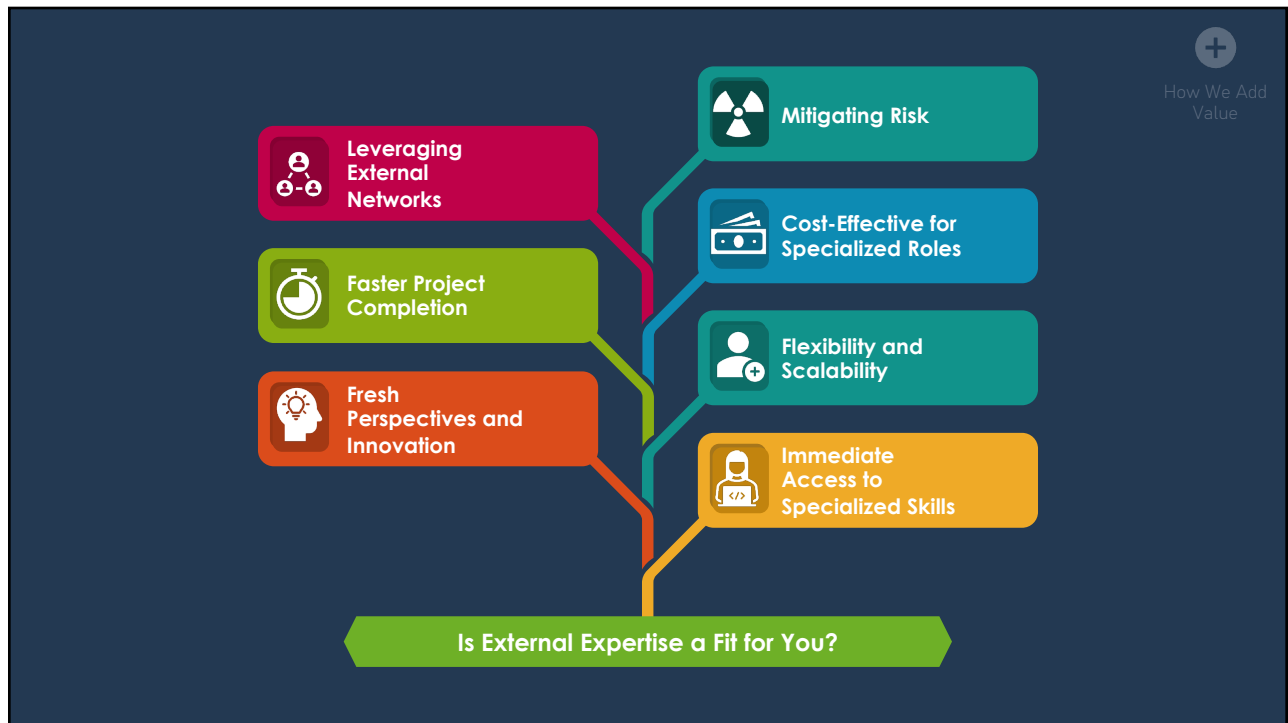 How We Add
Value
Leveraging
External
Networks
Faster Project
Completion
Fresh
Perspectives and
Innovation
Mitigating Risk
Cost-Effective for
Specialized Roles
Flexibility and
Scalability
Immediate
Access to
Specialized Skills
</>
Is External Expertise a Fit for You?